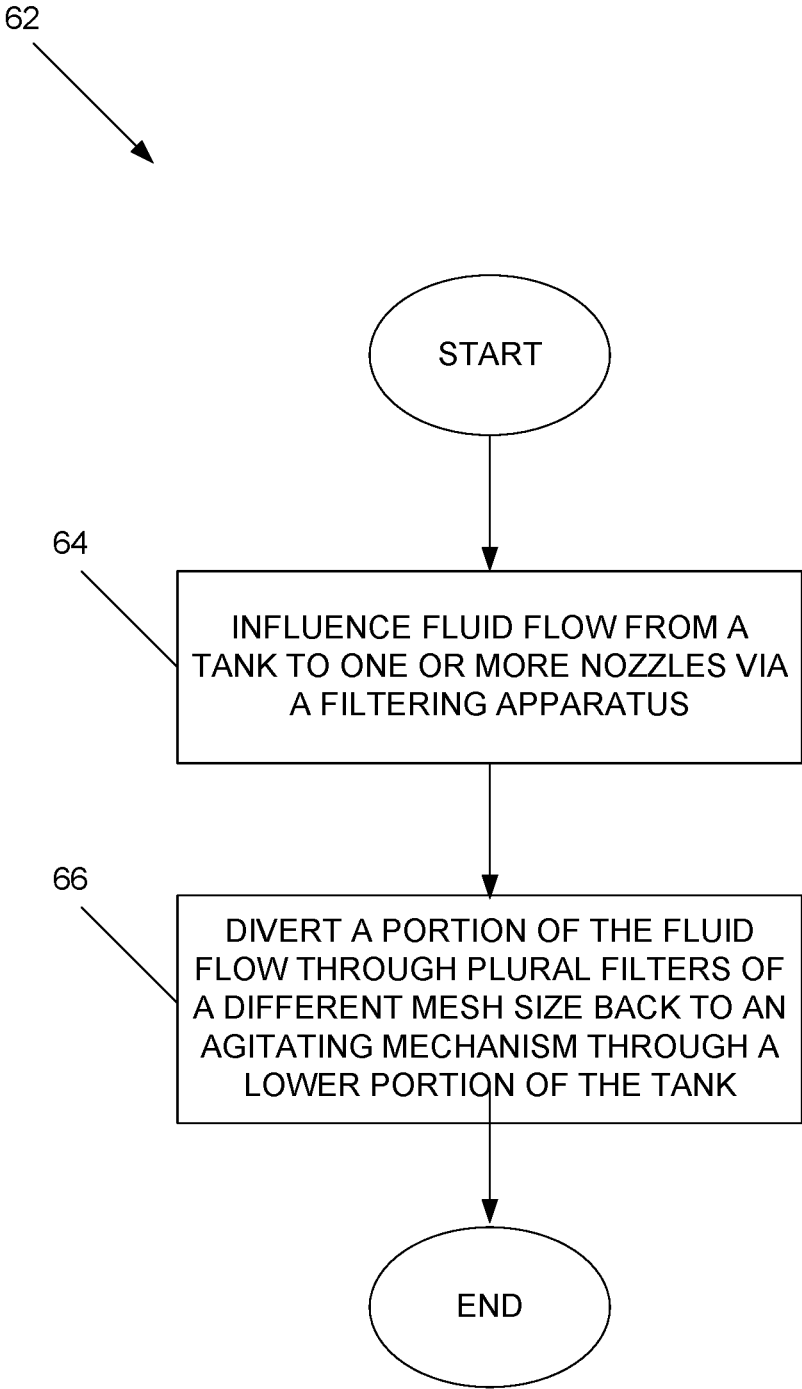 62
START
64
INFLUENCE FLUID FLOW FROM A
TANK TO ONE OR MORE NOZZLES VIA
A FILTERING APPARATUS
66
DIVERT A PORTION OF THE FLUID
FLOW THROUGH PLURAL FILTERS OF
A DIFFERENT MESH SIZE BACK TO AN
AGITATING MECHANISM THROUGH A
LOWER PORTION OF THE TANK
END